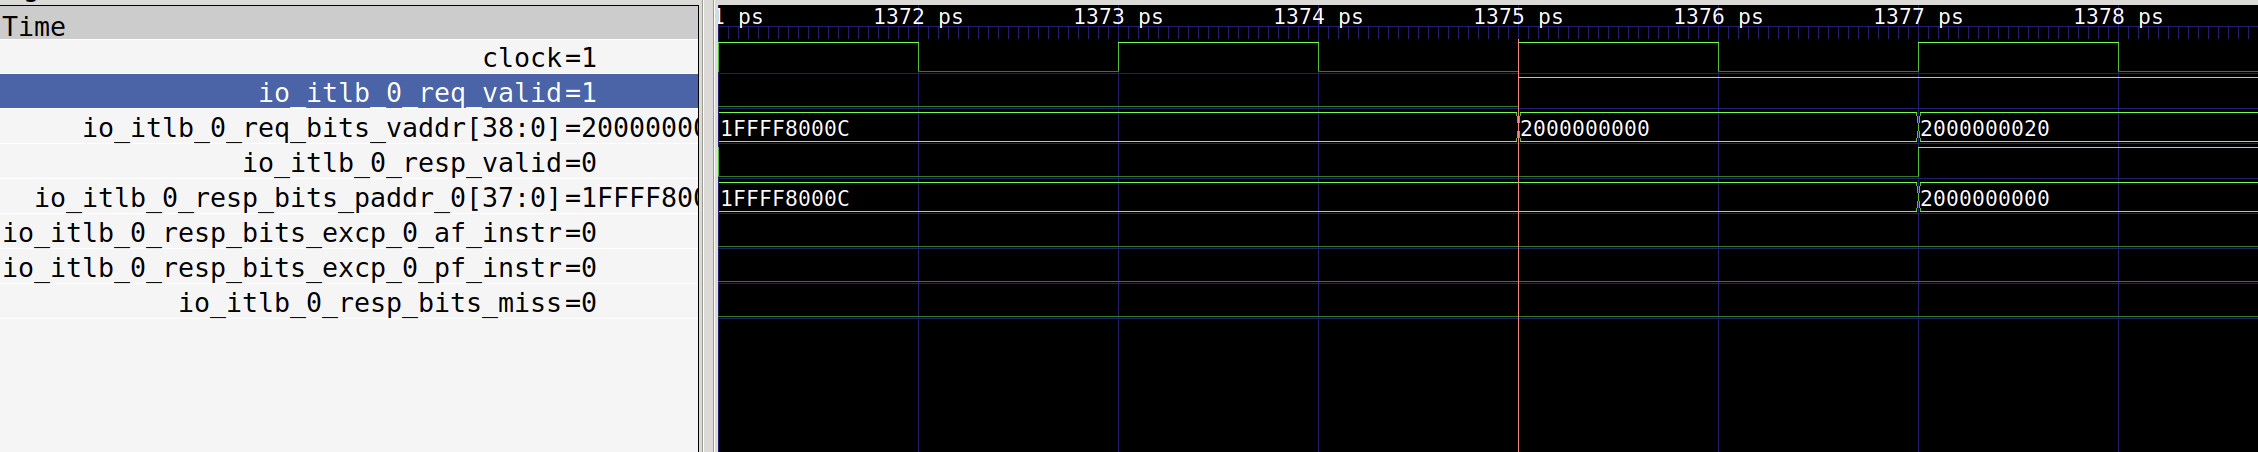 Time
1 ps 1372 ps 1373 ps 1374 ps 1375 ps 1376 ps 1377 ps 1378 ps
clock=1
io_itlb_0_req_valid=1
io_itlb_0_req_bits_vaddr[38:0]=20000000 1FFFF8000C 2000000000 2000000020
io_itlb_0_resp_valid=0
io_itlb_0_resp_bits_paddr_0[37:0]=1FFFF800 1FFFF8000C 2000000000
io_itlb_0_resp_bits_excp_0_af_instr=0
io_itlb_0_resp_bits_excp_0_pf_instr=0
io_itlb_0_resp_bits_miss=0